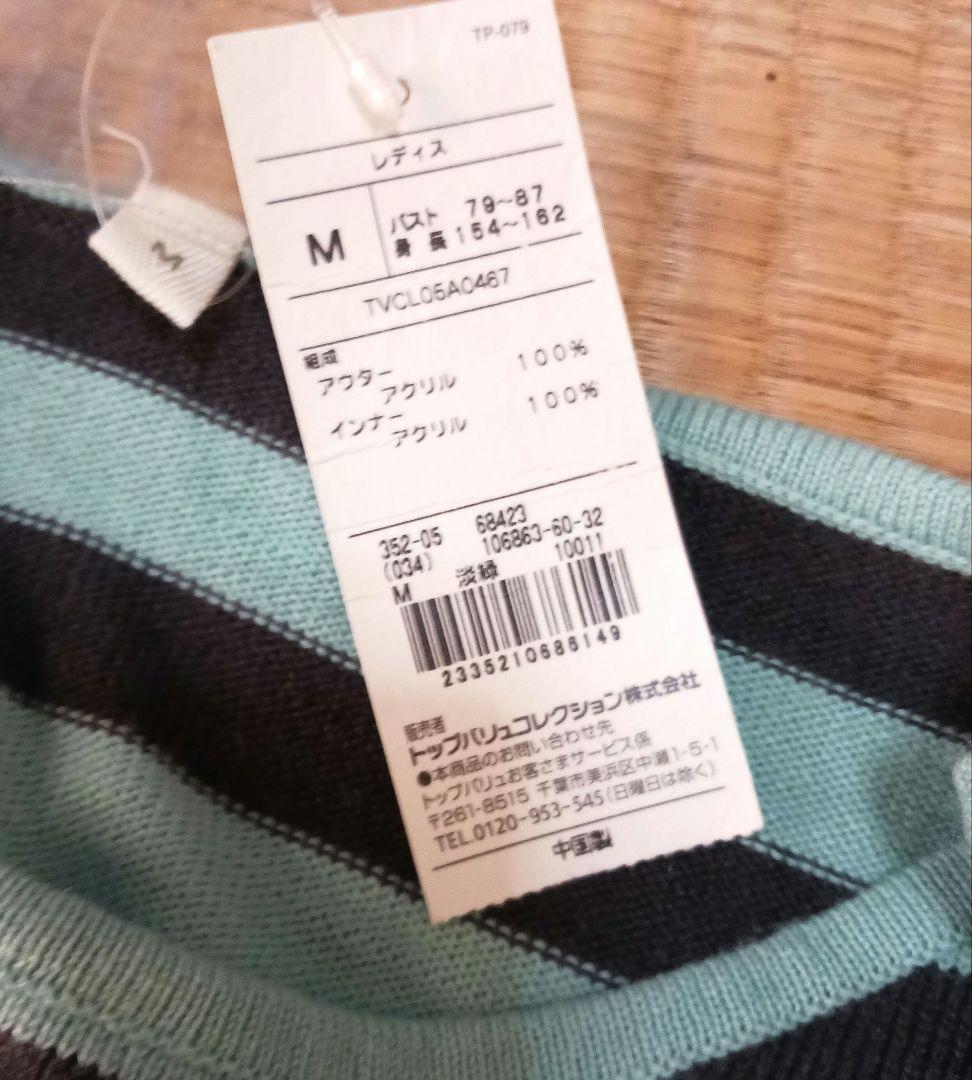 TP-079
レディス
M
バスト 79~87
身長 154~162
TVCL05A0467
組成
アウター
アクリル 100%
インナー
アクリル 100%
352-05 68423
(034) 106863-60-32
M 淡緑 10011
2335210686149
販売者
トップバリュコレクション株式会社
●本商品のお問い合わせ先
トップバリュお客さまサービス係
〒261-8515 千葉市美浜区中瀬1-5-1
TEL.0120-953-545(日曜日は除く)
中国製
M